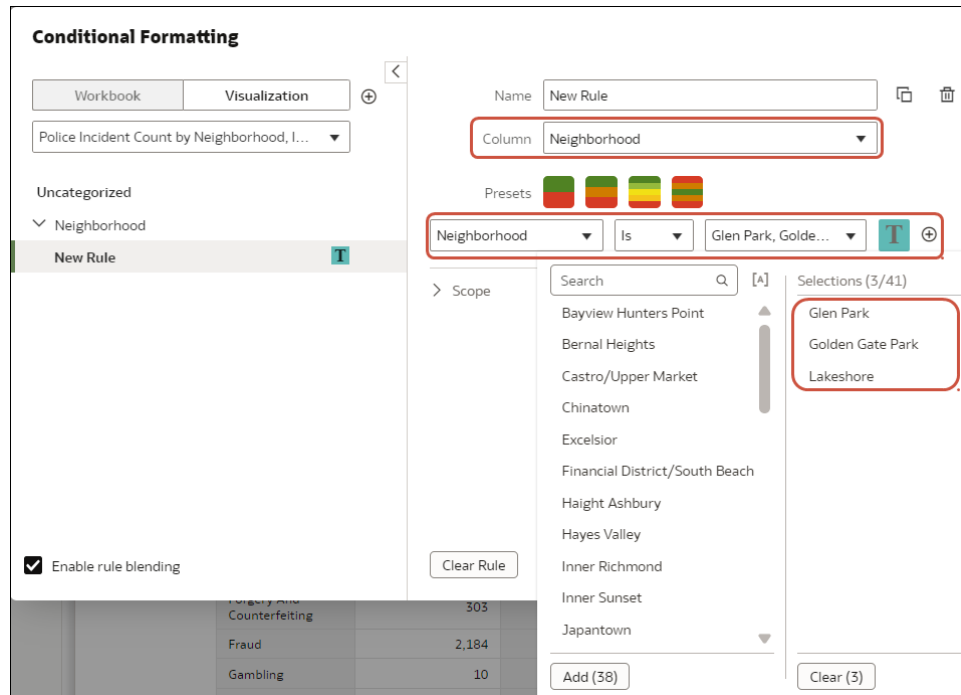 Conditional Formatting
Workbook
Visualization
Police Incident Count by Neighborhood, I...
Uncategorized
Neighborhood
New Rule
T
Enable rule blending
Name
New Rule
Column
Neighborhood
Presets
Neighborhood
Is
Glen Park, Golde...
T
Scope
Search
[A]
Selections (3/41)
Bayview Hunters Point
Bernal Heights
Castro/Upper Market
Chinatown
Excelsior
Financial District/South Beach
Haight Ashbury
Hayes Valley
Inner Richmond
Inner Sunset
Japantown
Glen Park
Golden Gate Park
Lakeshore
Clear Rule
Add (38)
Clear (3)
Forgery And
Counterfeiting
303
Fraud
2,184
Gambling
10